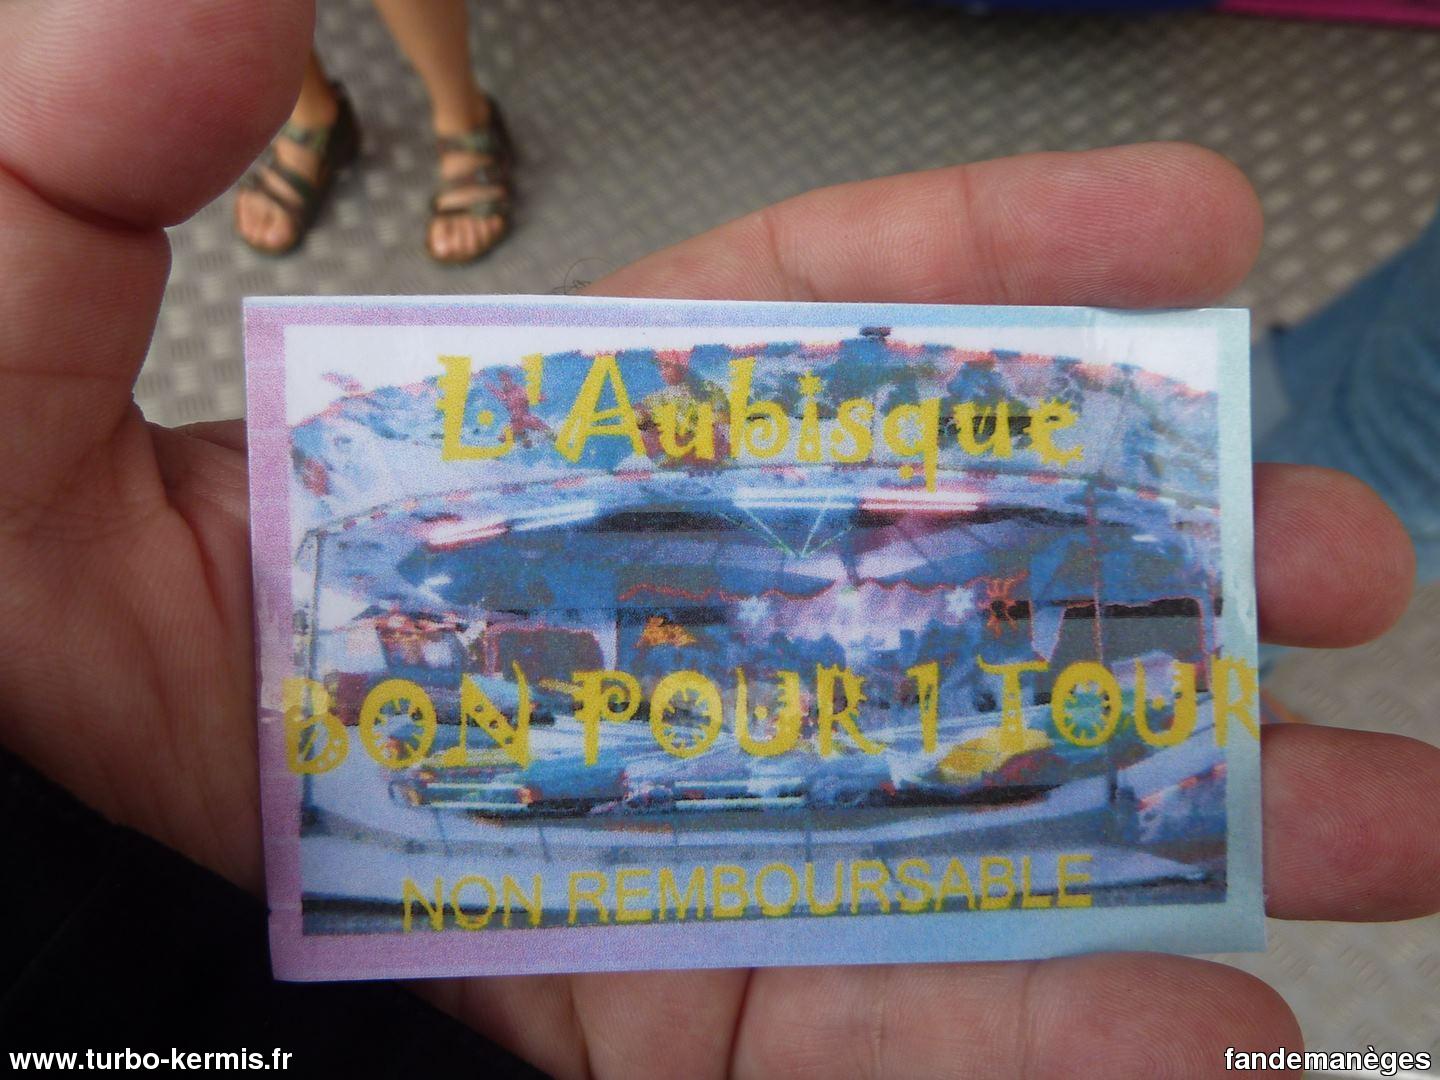 L'Aubisque
BON POUR 1 TOUR
NON REMBOURSABLE
www.turbo-kermis.fr
fandemanèges